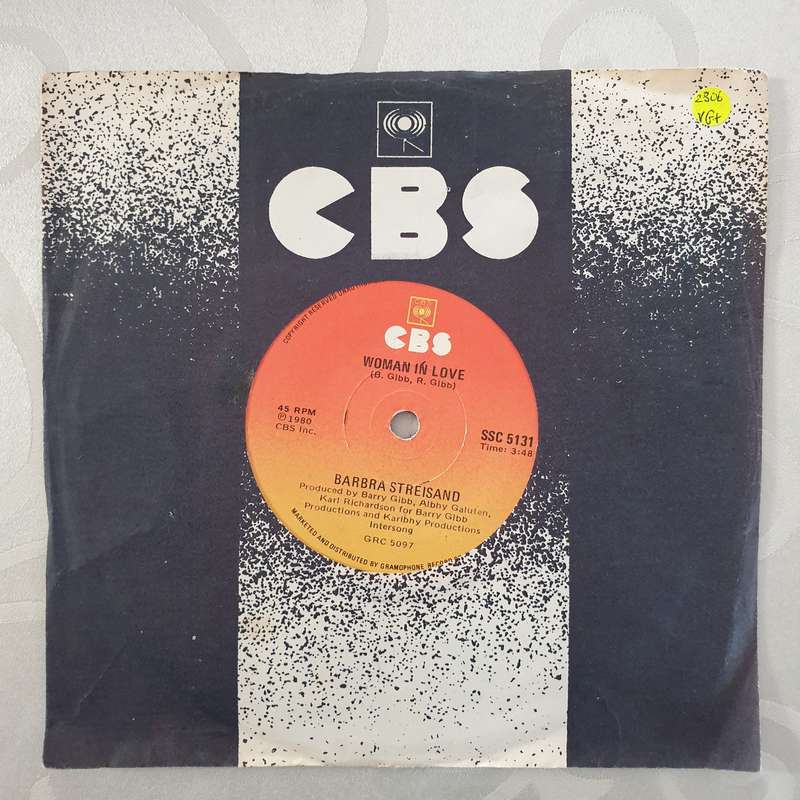 2306
VG+
CBS
COPYRIGHT RESERVED
CBS
WOMAN IN LOVE
(B. Gibb, R. Gibb)
45 RPM
℗ 1980
CBS Inc.
SSC 5131
Time: 3:48
BARBRA STREISAND
Produced by Barry Gibb, Albhy Galuten,
Karl Richardson for Barry Gibb
Productions and Karlbhy Productions
Intersong
GRC 5097
MARKETED AND DISTRIBUTED BY GRAMOPHONE RECORD